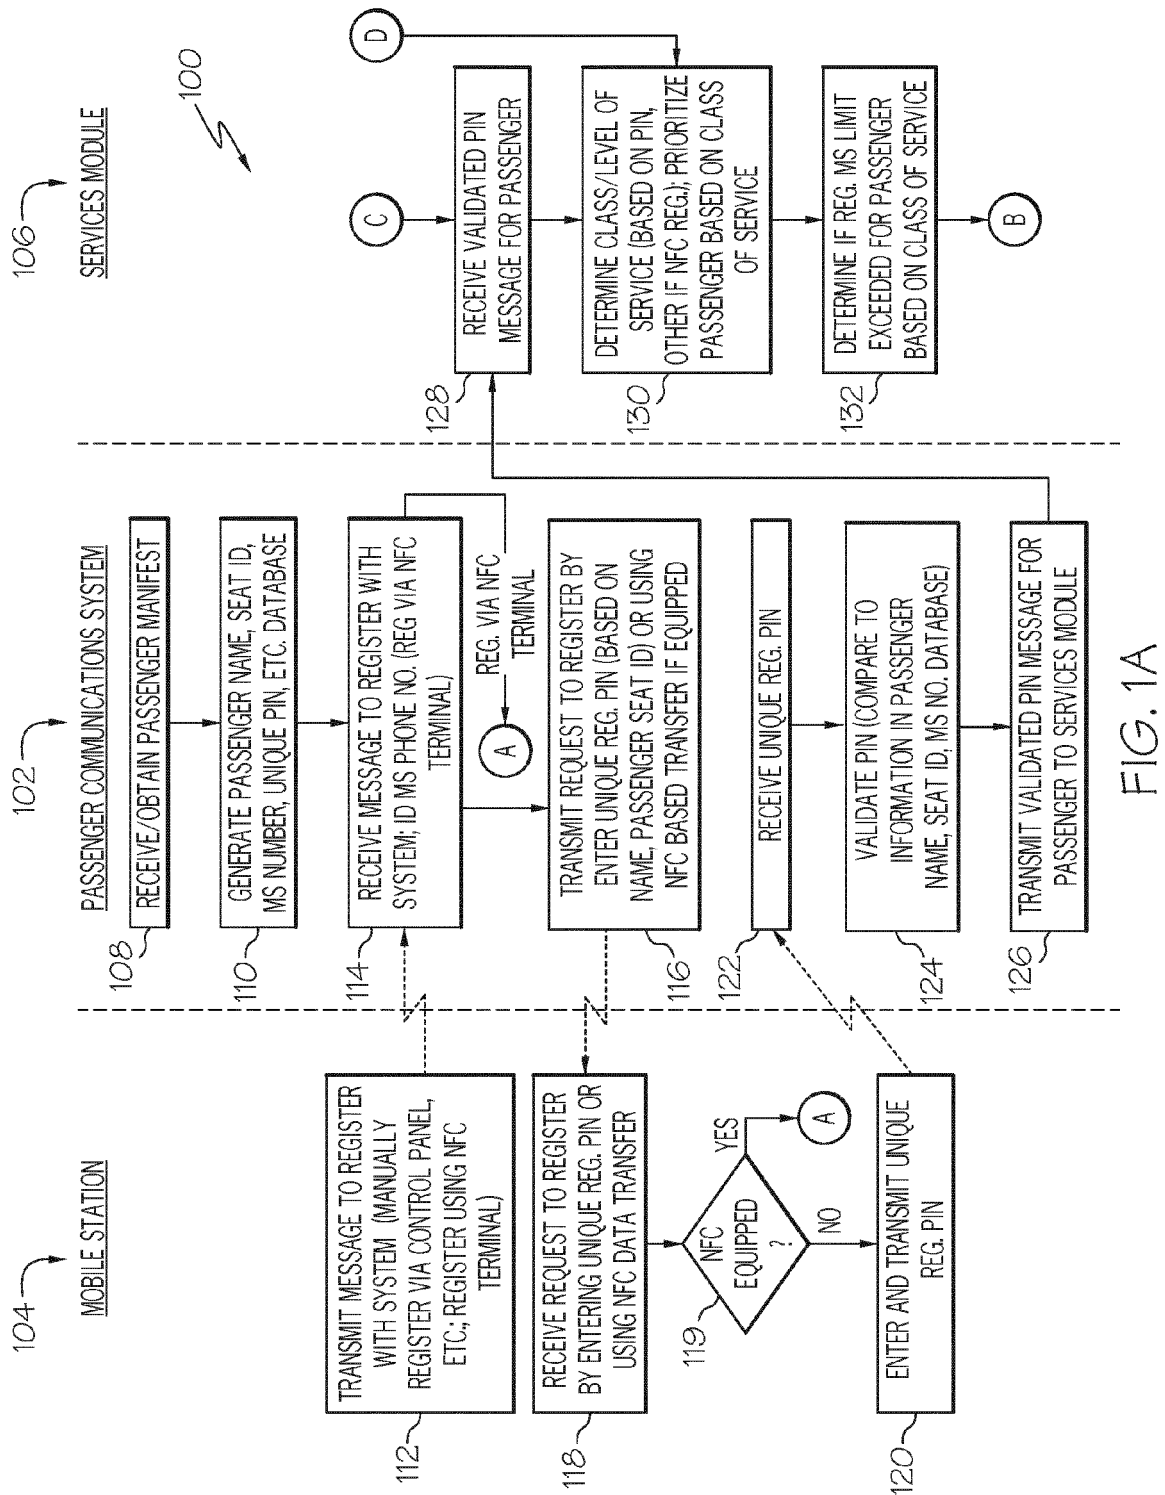 100
104
MOBILE STATION
102
PASSENGER COMMUNICATIONS SYSTEM
106
SERVICES MODULE
108
RECEIVE/OBTAIN PASSENGER MANIFEST
110
GENERATE PASSENGER NAME, SEAT ID,
MS NUMBER, UNIQUE PIN, ETC. DATABASE
112
TRANSMIT MESSAGE TO REGISTER
WITH SYSTEM (MANUALLY
REGISTER VIA CONTROL PANEL,
ETC.; REGISTER USING NFC
TERMINAL)
114
RECEIVE MESSAGE TO REGISTER WITH
SYSTEM; ID MS PHONE NO. (REG VIA NFC
TERMINAL)
REG. VIA NFC
TERMINAL
A
116
TRANSMIT REQUEST TO REGISTER BY
ENTER UNIQUE REG. PIN (BASED ON
NAME, PASSENGER SEAT ID) OR USING
NFC BASED TRANSFER IF EQUIPPED
118
RECEIVE REQUEST TO REGISTER
BY ENTERING UNIQUE REG. PIN OR
USING NFC DATA TRANSFER
119
NFC
EQUIPPED
?
YES
A
NO
120
ENTER AND TRANSMIT UNIQUE
REG. PIN
122
RECEIVE UNIQUE REG. PIN
124
VALIDATE PIN (COMPARE TO
INFORMATION IN PASSENGER
NAME, SEAT ID, MS NO. DATABASE)
126
TRANSMIT VALIDATED PIN MESSAGE FOR
PASSENGER TO SERVICES MODULE
C
D
128
RECEIVE VALIDATED PIN
MESSAGE FOR PASSENGER
130
DETERMINE CLASS/LEVEL OF
SERVICE (BASED ON PIN,
OTHER IF NFC REG.); PRIORITIZE
PASSENGER BASED ON CLASS
OF SERVICE
132
DETERMINE IF REG. MS LIMIT
EXCEEDED FOR PASSENGER
BASED ON CLASS OF SERVICE
B
FIG. 1A